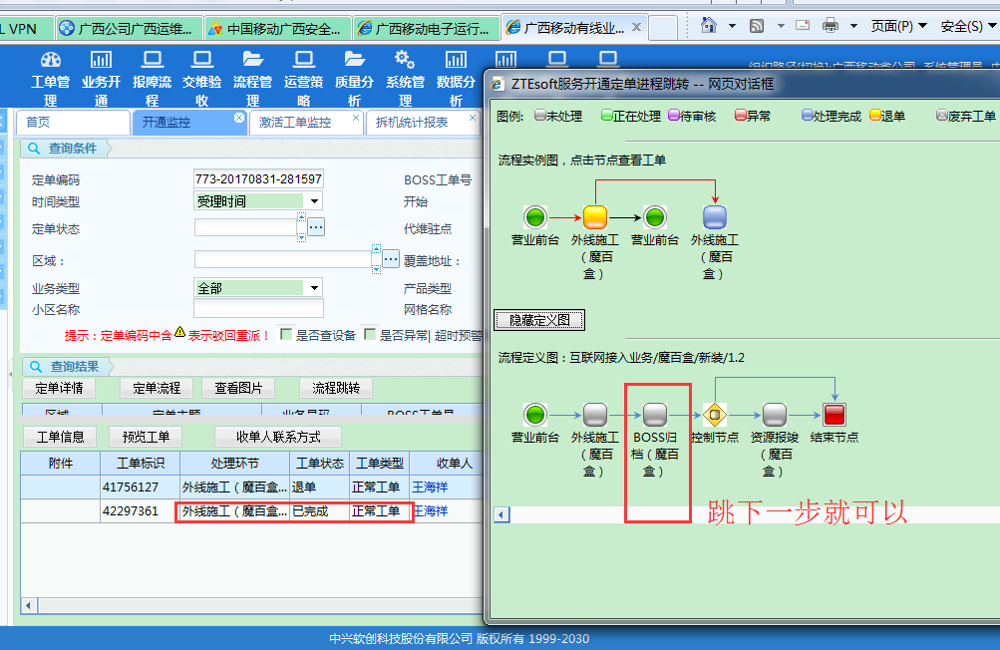 L VPN
广西公司广西运维...
中国移动广西安全...
广西移动电子运行...
广西移动有线业...
页面(P)
安全(S)
工单管理
业务开通
报障流程
交维验收
流程管理
运营策略
质量分析
系统管理
数据分析
首页
开通监控
激活工单监控
拆机统计报表
查询条件
定单编码
773-20170831-281597
BOSS工单号
时间类型
受理时间
开始
定单状态
代维驻点
区域：
覆盖地址：
业务类型
全部
产品类型
小区名称
网格名称
提示：定单编码中含
表示驳回重派！
是否查设备
是否异常| 超时预警
查询结果
定单详情
定单流程
查看图片
流程跳转
区域
定单主题
业务号码
BOSS工单号
工单信息
预览工单
收单人联系方式
附件
工单标识
处理环节
工单状态
工单类型
收单人
41756127
外线施工（魔百盒...
退单
正常工单
王海祥
42297361
外线施工（魔百盒...
已完成
正常工单
王海祥
ZTEsoft服务开通定单进程跳转 -- 网页对话框
图例:
未处理
正在处理
待审核
异常
处理完成
退单
废弃工单
流程实例图，点击节点查看工单
营业前台
外线施工（魔百盒）
营业前台
外线施工（魔百盒）
隐藏定义图
流程定义图：互联网接入业务/魔百盒/新装/1.2
营业前台
外线施工（魔百盒）
BOSS归档（魔百盒）
控制节点
资源报竣（魔百盒）
结束节点
跳下一步就可以
中兴软创科技股份有限公司 版权所有 1999-2030